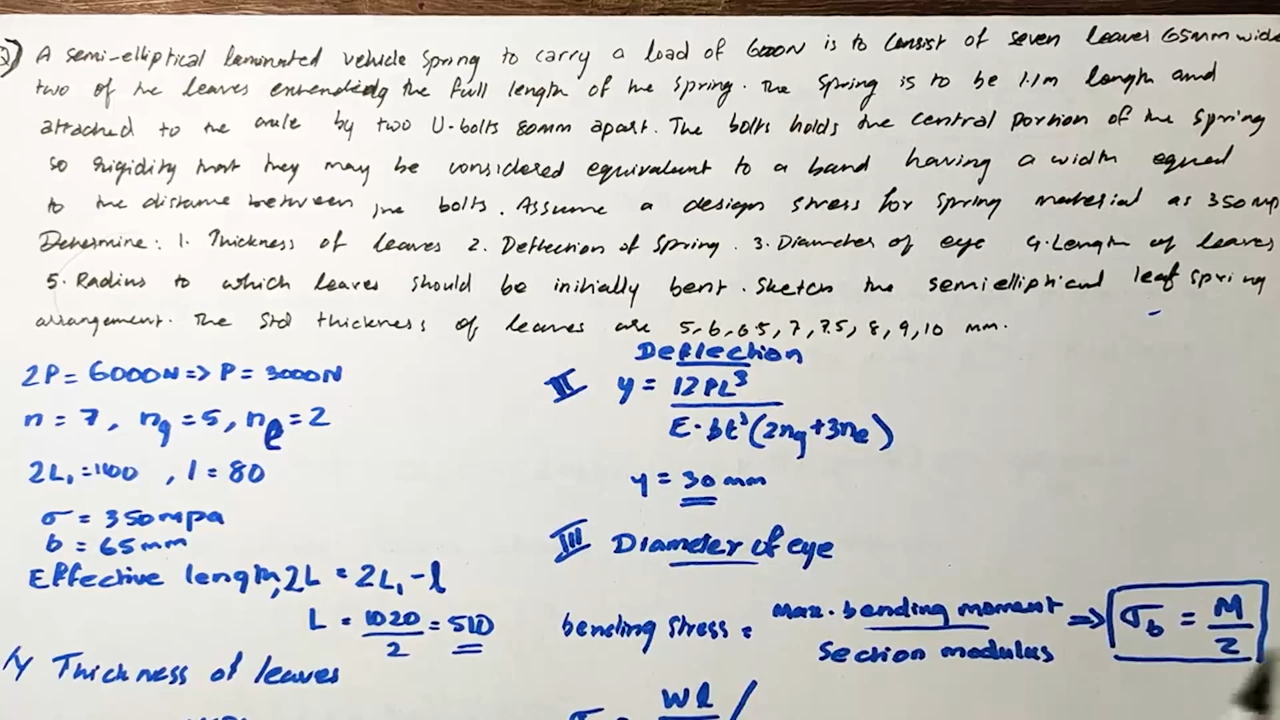 Q) A semi-elliptical laminated vehicle spring to carry a load of 6000N is to consist of seven leaves 65mm wide
two of the leaves extending the full length of the spring. The spring is to be 1.1m length and
attached to the axle by two U-bolts 80mm apart. The bolts holds the central portion of the spring
so rigidity that they may be considered equivalent to a band having a width equal
to the distance between the bolts. Assume a design stress for spring material as 350 mp
Determine: 1. Thickness of leaves 2. Deflection of spring. 3. Diameter of eye 4. Length of leaves
5. Radius to which leaves should be initially bent. Sketch the semielliptical leaf spring
arrangement. The Std thickness of leaves are 5, 6, 6.5, 7, 7.5, 8, 9, 10 mm.
2P = 6000N => P = 3000N
n = 7, ng = 5, ne = 2
2L₁ = 1100, l = 80
σ = 350mpa
b = 65mm
Effective length, 2L = 2L₁ - l
L = 1020/2 = 510
Thickness of leaves
Deflection
II y = 12PL³
E·bt³(2ng+3ne)
y = 30mm
III Diameter of eye
bending stress = Max. bending moment => σb = M/Z
Section modulus
Wl